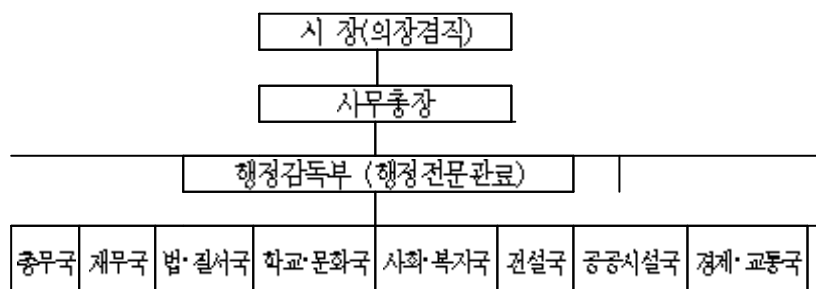 시 장(의장겸직)
사무총장
행정감독부 (행정전문관료)
총무국 재무국 법·질서국 학교·문화국 사회·복지국 건설국 공공시설국 경제·교통국